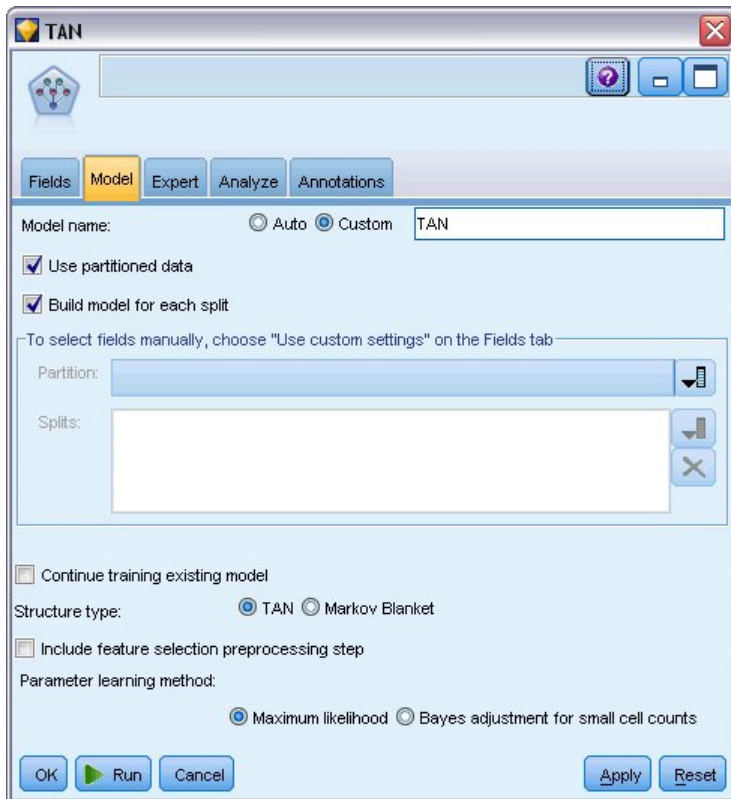 TAN
Fields Model Expert Analyze Annotations
Model name: Auto Custom TAN
Use partitioned data
Build model for each split
To select fields manually, choose "Use custom settings" on the Fields tab
Partition:
Splits:
Continue training existing model
Structure type: TAN Markov Blanket
Include feature selection preprocessing step
Parameter learning method:
Maximum likelihood Bayes adjustment for small cell counts
OK Run Cancel Apply Reset